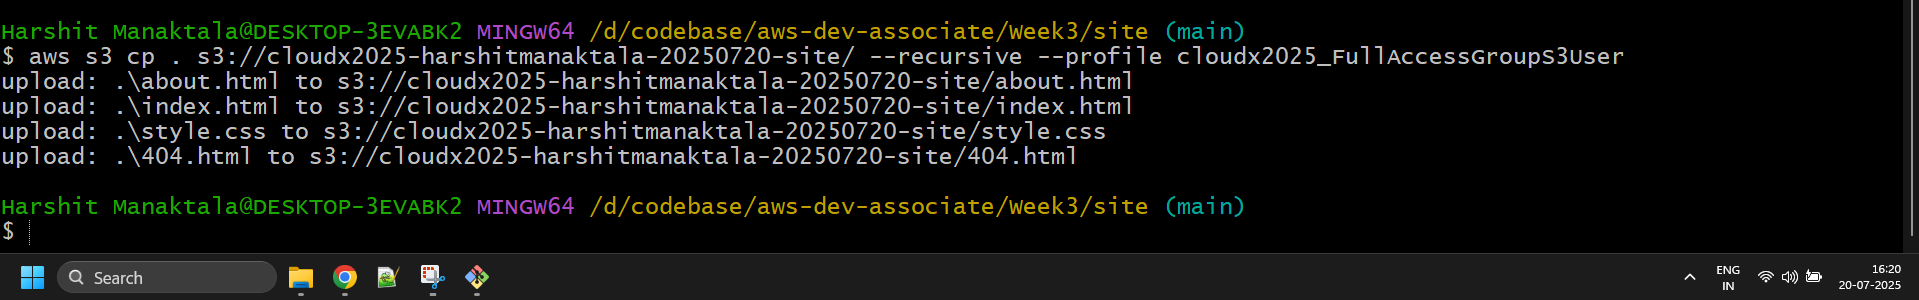 Harshit Manaktala@DESKTOP-3EVABK2 MINGW64 /d/codebase/aws-dev-associate/Week3/site (main)
$ aws s3 cp . s3://cloudx2025-harshitmanaktala-20250720-site/ --recursive --profile cloudx2025_FullAccessGroupS3User
upload: .\about.html to s3://cloudx2025-harshitmanaktala-20250720-site/about.html
upload: .\index.html to s3://cloudx2025-harshitmanaktala-20250720-site/index.html
upload: .\style.css to s3://cloudx2025-harshitmanaktala-20250720-site/style.css
upload: .\404.html to s3://cloudx2025-harshitmanaktala-20250720-site/404.html
Harshit Manaktala@DESKTOP-3EVABK2 MINGW64 /d/codebase/aws-dev-associate/Week3/site (main)
$
Search
ENG
IN
16:20
20-07-2025